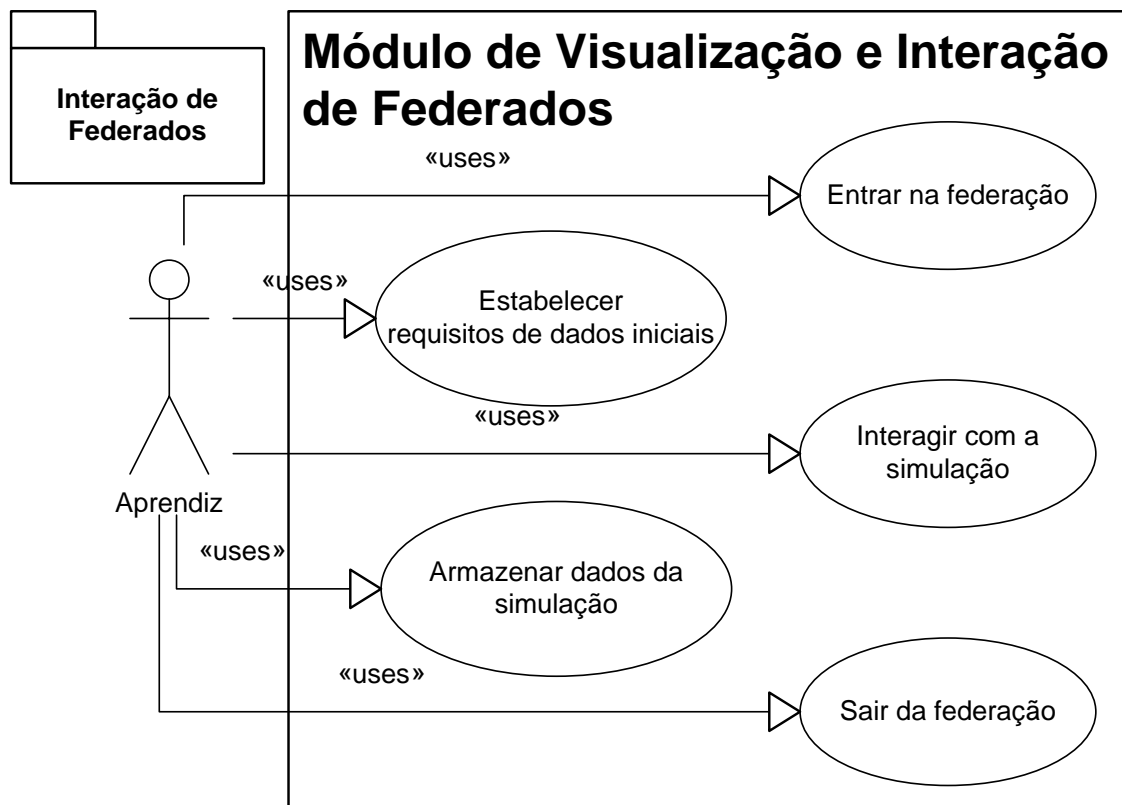 Módulo de Visualização e Interação
de Federados
Interação de
Federados
«uses»
Entrar na federação
«uses»
Estabelecer
requisitos de dados iniciais
«uses»
Interagir com a
simulação
Aprendiz
«uses»
Armazenar dados da
simulação
«uses»
Sair da federação